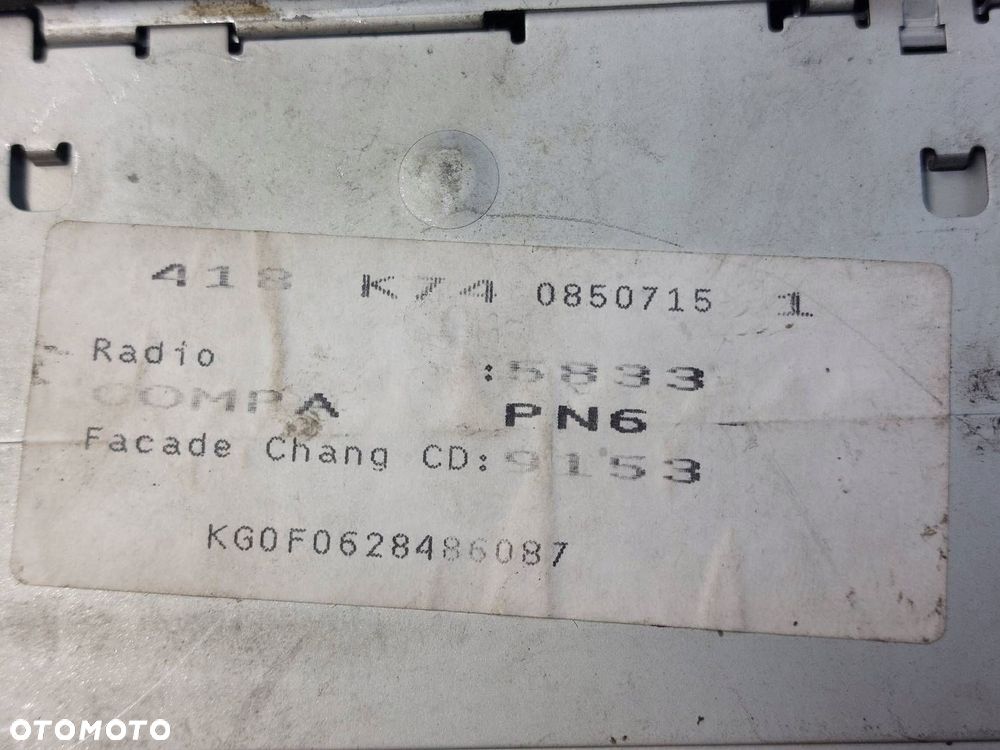 418 K74 0850715 1
Radio :5833
COMPA PN6
Facade Chang CD:9153
KG0F0628486087
OTOMOTO